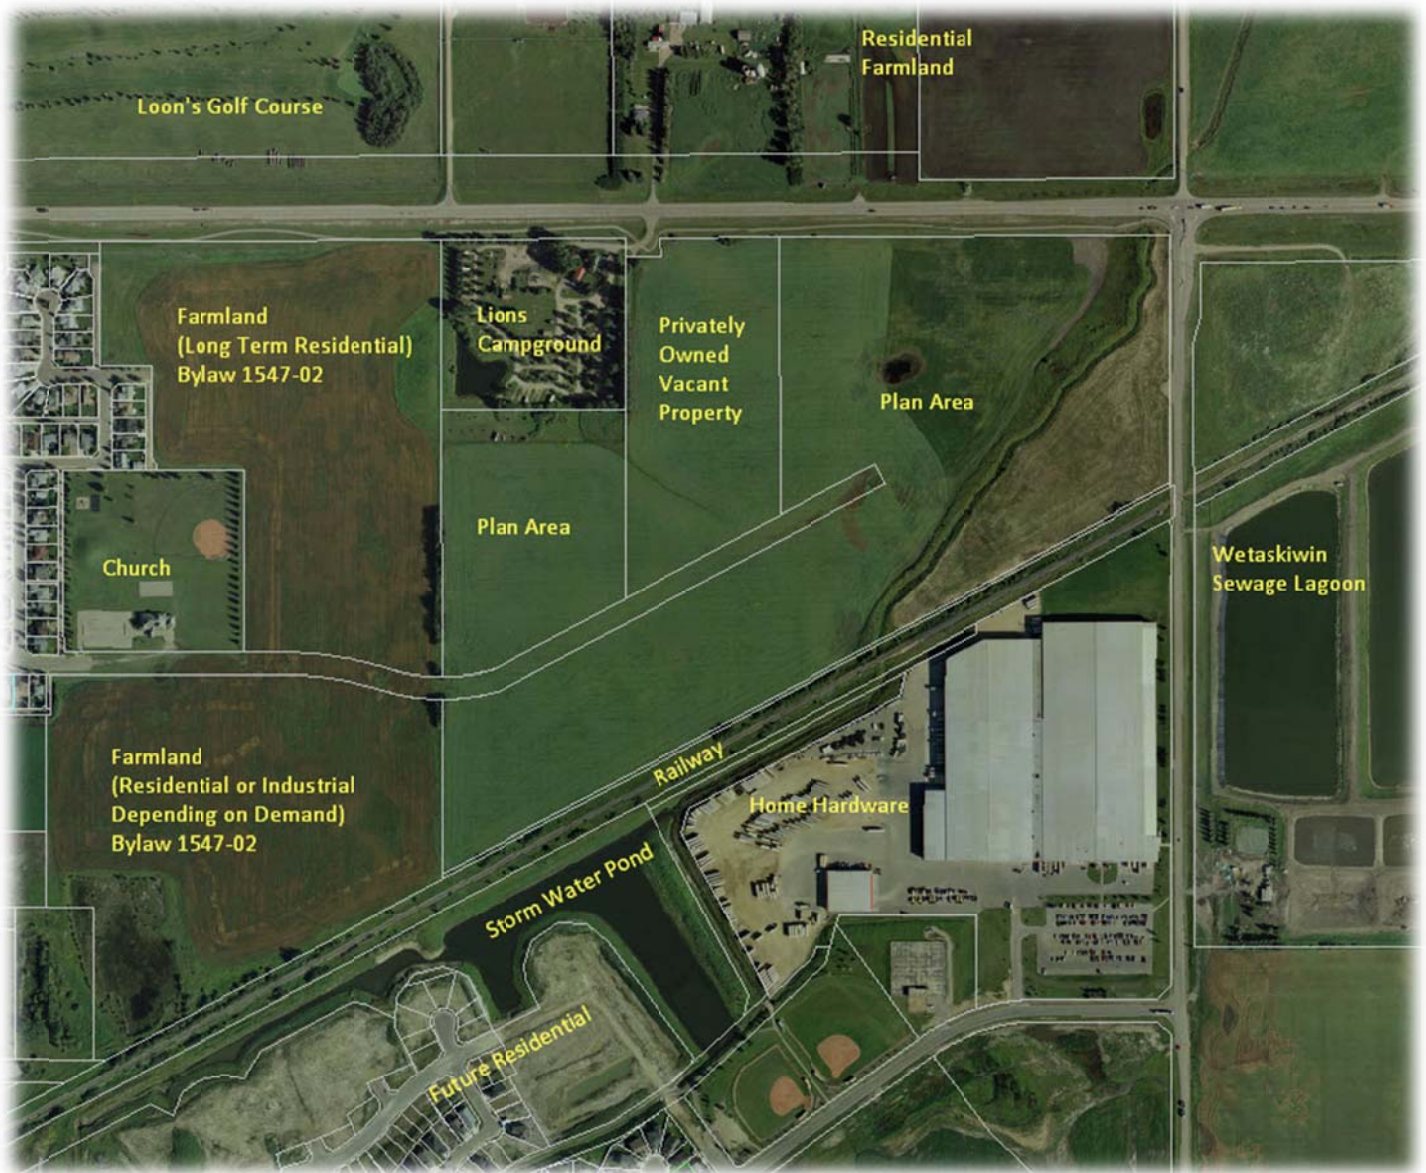 Residential
Farmland
Loon's Golf Course
Farmland
(Long Term Residential)
Bylaw 1547-02
Lions
Campground
Privately
Owned
Vacant
Property
Plan Area
Plan Area
Church
Wetaskiwin
Sewage Lagoon
Farmland
(Residential or Industrial
Depending on Demand)
Bylaw 1547-02
Railway
Home Hardware
Storm Water Pond
Future Residential